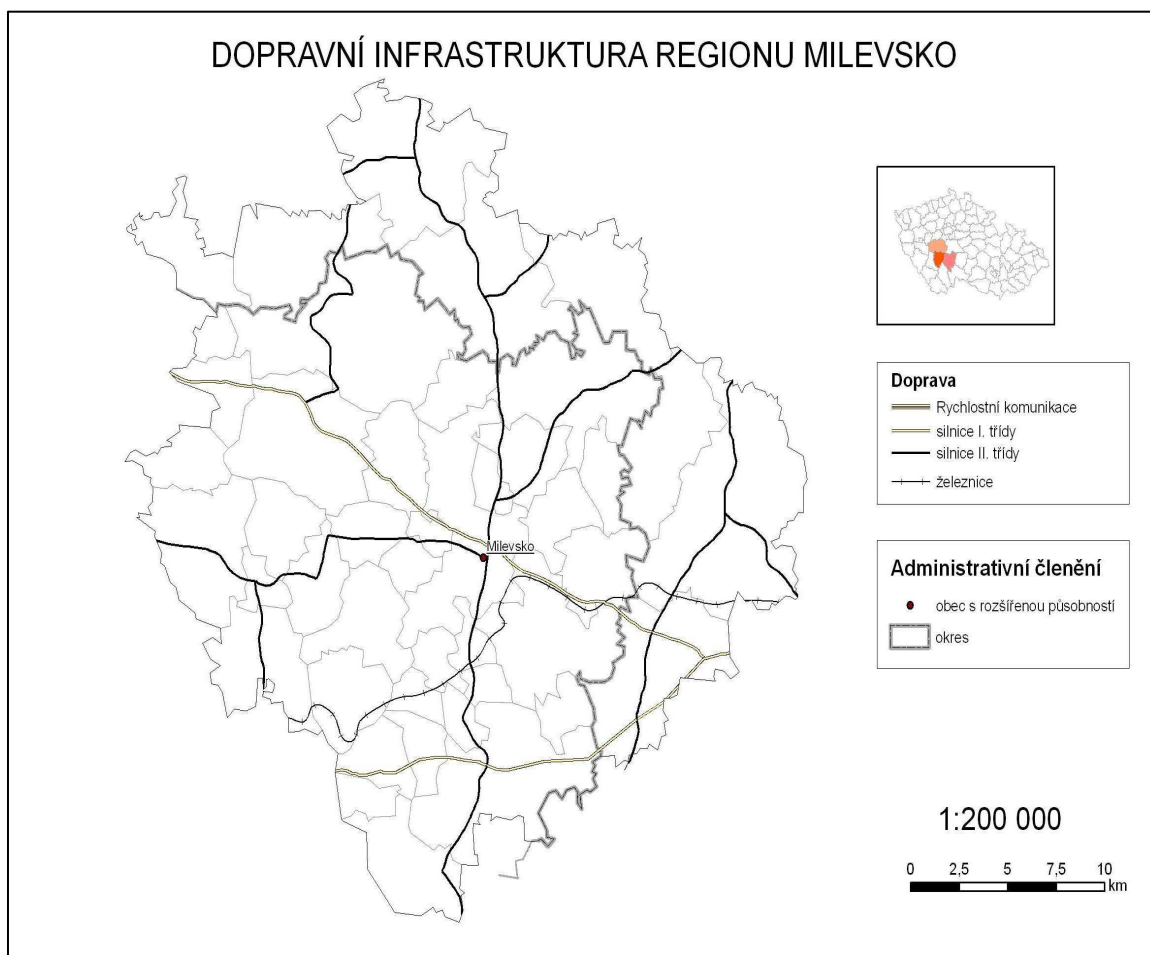 DOPRAVNÍ INFRASTRUKTURA REGIONU MILEVSKO
Milevsko
Doprava
Rychlostní komunikace
silnice I. třídy
silnice II. třídy
železnice
Administrativní členění
obec s rozšířenou působností
okres
1:200 000
0 2,5 5 7,5 10
km